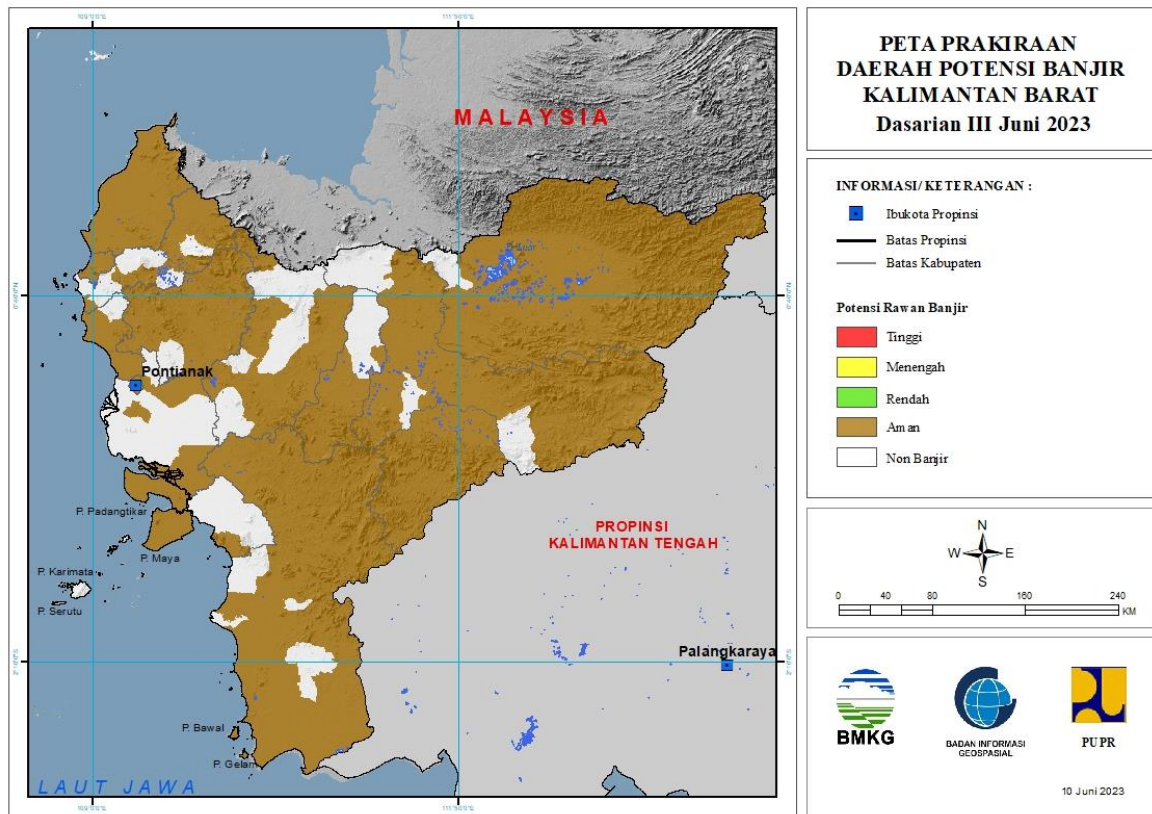 PETA PRAKIRAAN
DAERAH POTENSI BANJIR
KALIMANTAN BARAT
Dasarian III Juni 2023
INFORMASI/ KETERANGAN :
Ibukota Propinsi
Batas Propinsi
Batas Kabupaten
Potensi Rawan Banjir
Tinggi
Menengah
Rendah
Aman
Non Banjir
N
W E
S
0 40 80 160 240
KM
BMKG
BADAN INFORMASI
GEOSPASIAL
PUPR
10 Juni 2023
MALAYSIA
Pontianak
P. Padangtikar
P. Maya
P. Karimata
P. Serutu
PROPINSI
KALIMANTAN TENGAH
Palangkaraya
P. Bawal
P. Gelam
LAUT JAWA